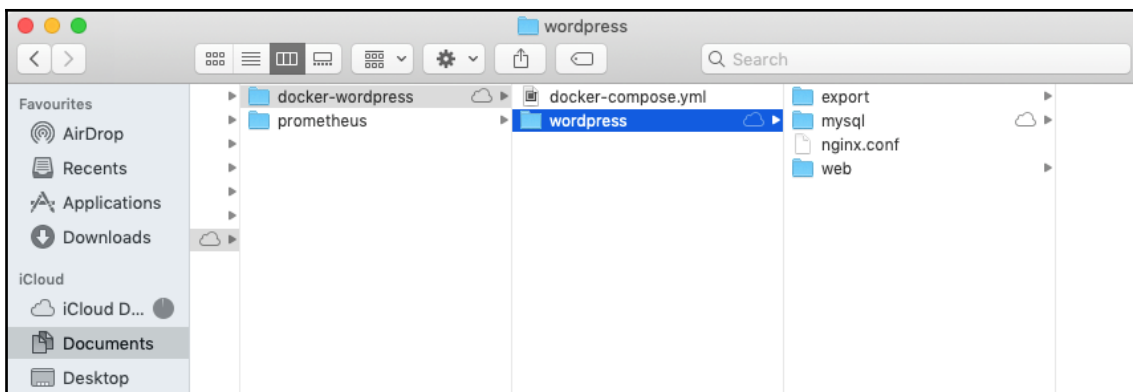 wordpress
Search
Favourites
AirDrop
Recents
Applications
Downloads
iCloud
iCloud D...
Documents
Desktop
docker-wordpress
prometheus
docker-compose.yml
wordpress
export
mysql
nginx.conf
web